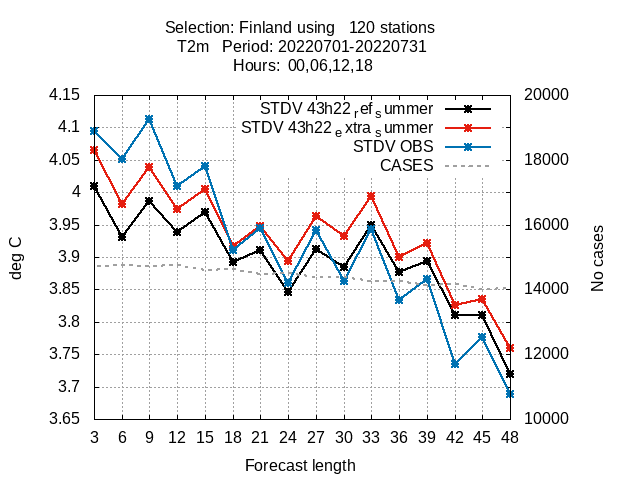 Selection: Finland using   120 stations
T2m   Period: 20220701-20220731
Hours:  00,06,12,18
4.15
4.1
4.05
4
3.95
3.9
3.85
3.8
3.75
3.7
3.65
deg C
STDV 43h22refsummer
STDV 43h22extrasummer
STDV OBS
CASES
20000
18000
16000
14000
12000
10000
No cases
3 6 9 12 15 18 21 24 27 30 33 36 39 42 45 48
Forecast length